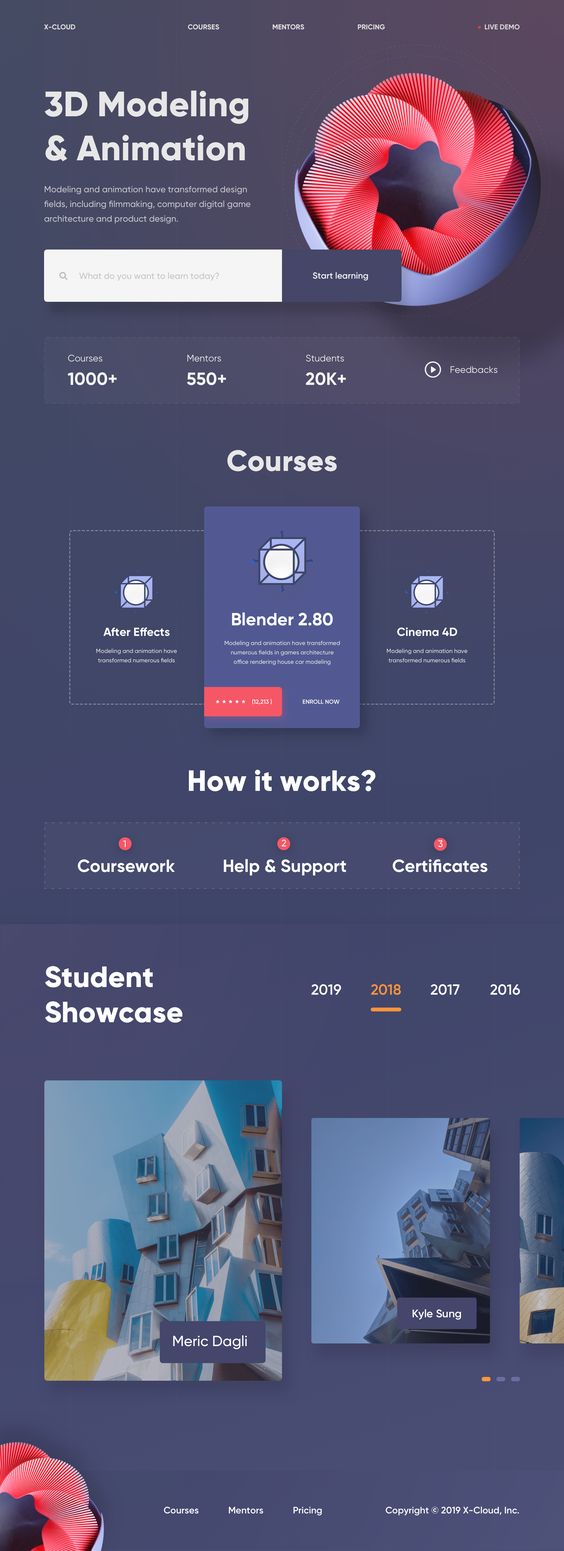 X-CLOUD
COURSES
MENTORS
PRICING
LIVE DEMO
3D Modeling
& Animation
Modeling and animation have transformed design
fields, including filmmaking, computer digital game
architecture and product design.
What do you want to learn today?
Start learning
Courses
1000+
Mentors
550+
Students
20K+
Feedbacks
Courses
After Effects
Modeling and animation have
transformed numerous fields
Blender 2.80
Modeling and animation have transformed
numerous fields in games architecture
office rendering house car modeling
★ ★ ★ ★ ★ (12,213 )
ENROLL NOW
Cinema 4D
Modeling and animation have
transformed numerous fields
How it works?
1
Coursework
2
Help & Support
3
Certificates
Student
Showcase
2019
2018
2017
2016
Meric Dagli
Kyle Sung
Courses
Mentors
Pricing
Copyright © 2019 X-Cloud, Inc.